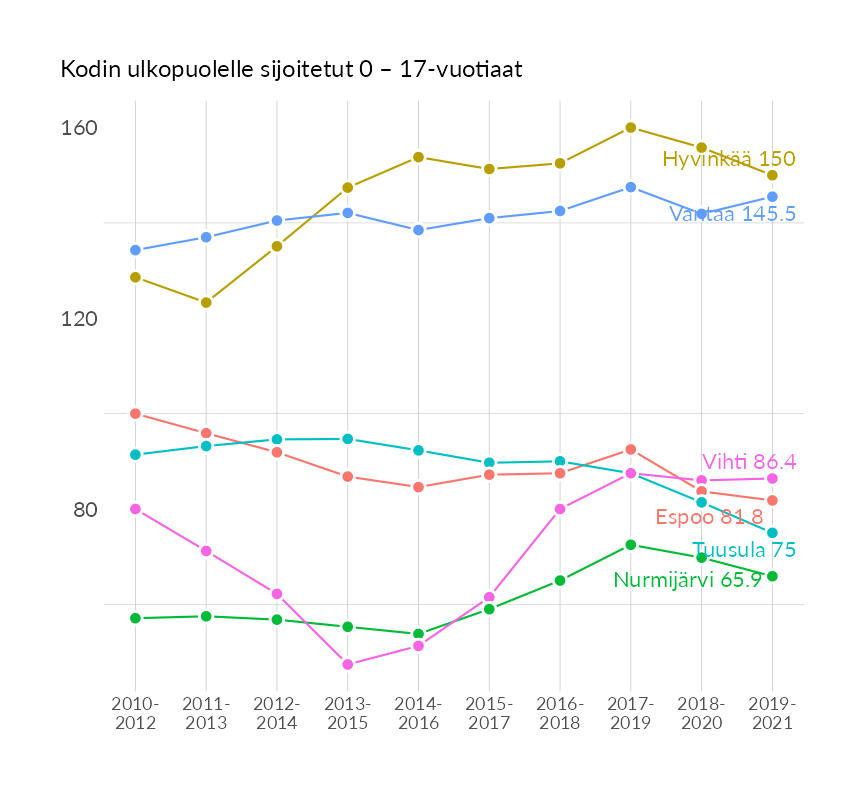 Kodin ulkopuolelle sijoitetut 0 – 17-vuotiaat
160
Hyvinkää 150
Vantaa 145.5
120
Vihti 86.4
80
Espoo 81.8
Tuusula 75
Nurmijärvi 65.9
2010- 2011- 2012- 2013- 2014- 2015- 2016- 2017- 2018- 2019-
2012 2013 2014 2015 2016 2017 2018 2019 2020 2021